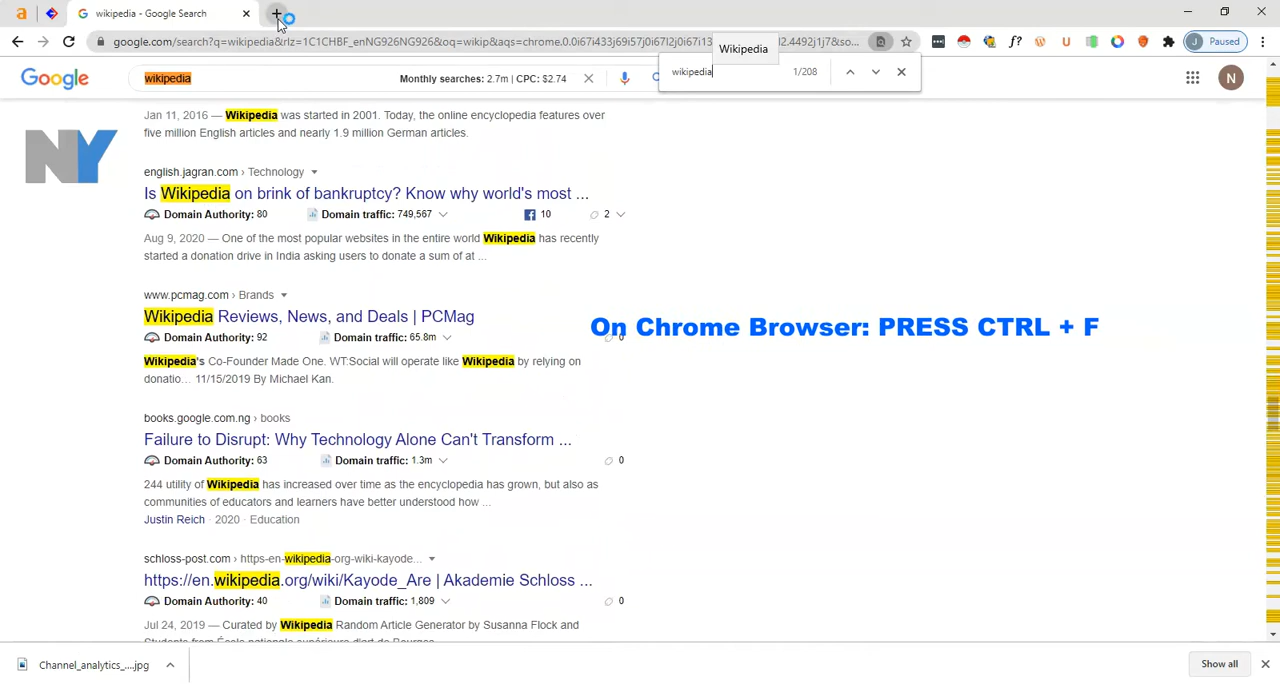 wikipedia - Google Search
google.com/search?q=wikipedia&rlz=1C1CHBF_enNG926NG926&oq=wikip&aqs=chrome.0.0i67i433j69i57j0i67l2j0i67i13 2.4492j1j7&so...
Paused
Wikipedia
wikipedia 1/208
Google
wikipedia
Monthly searches: 2.7m | CPC: $2.74
N
NY
Jan 11, 2016 — Wikipedia was started in 2001. Today, the online encyclopedia features over
five million English articles and nearly 1.9 million German articles.
english.jagran.com › Technology
Is Wikipedia on brink of bankruptcy? Know why world's most ...
Domain Authority: 80 Domain traffic: 749,567 10 2
Aug 9, 2020 — One of the most popular websites in the entire world Wikipedia has recently
started a donation drive in India asking users to donate a sum of at ...
www.pcmag.com › Brands
Wikipedia Reviews, News, and Deals | PCMag
On Chrome Browser: PRESS CTRL + F
Domain Authority: 92 Domain traffic: 65.8m 0
Wikipedia's Co-Founder Made One. WT:Social will operate like Wikipedia by relying on
donatio... 11/15/2019 By Michael Kan.
books.google.com.ng › books
Failure to Disrupt: Why Technology Alone Can't Transform ...
Domain Authority: 63 Domain traffic: 1.3m 0
244 utility of Wikipedia has increased over time as the encyclopedia has grown, but also as
communities of educators and learners have better understood how ...
Justin Reich · 2020 · Education
schloss-post.com › https-en-wikipedia-org-wiki-kayode...
https://en.wikipedia.org/wiki/Kayode_Are | Akademie Schloss ...
Domain Authority: 40 Domain traffic: 1,809 0
Jul 24, 2019 — Curated by Wikipedia Random Article Generator by Susanna Flock and
Channel_analytics_....jpg
Show all